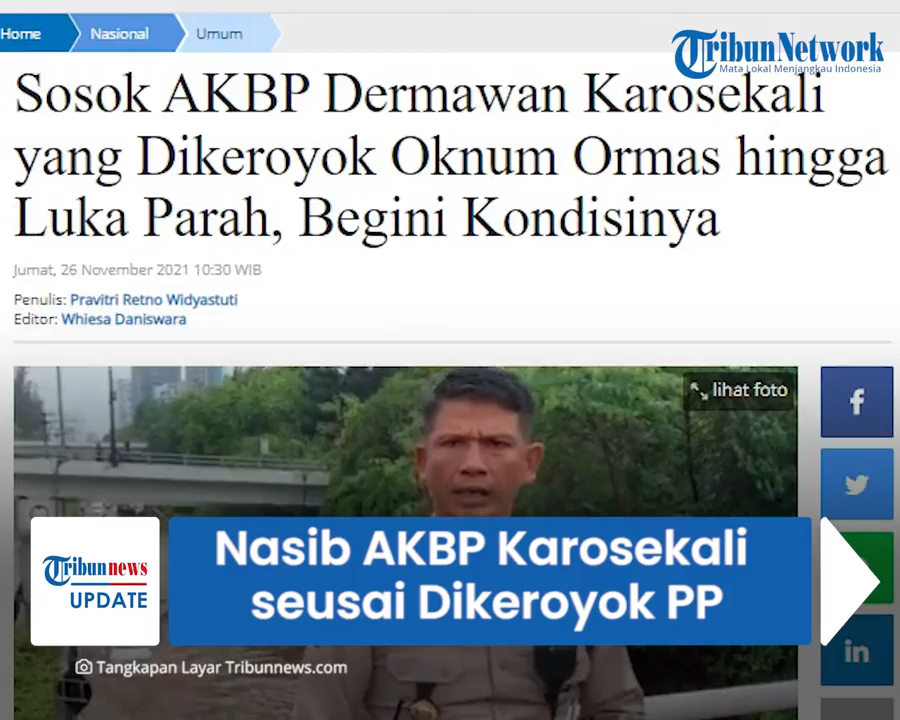 Home
Nasional
Umum
TribunNetwork
Mata Lokal Menjangkau Indonesia
Sosok AKBP Dermawan Karosekali
yang Dikeroyok Oknum Ormas hingga
Luka Parah, Begini Kondisinya
Jumat, 26 November 2021 10:30 WIB
Penulis: Pravitri Retno Widyastuti
Editor: Whiesa Daniswara
lihat foto
f
Tribunnews
UPDATE
Nasib AKBP Karosekali
seusai Dikeroyok PP
in
Tangkapan Layar Tribunnews.com